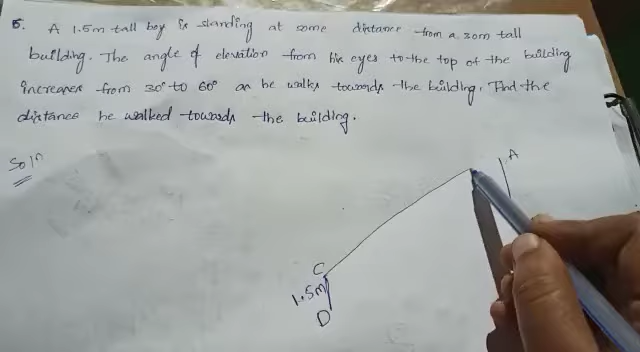 5. A 1.5m tall boy is standing at some distance from a 30m tall
building. The angle of elevation from his eyes to the top of the building
increases from 30° to 60° as he walks towards the building. Find the
distance he walked towards the building.
Soln
A
C
1.5m
D